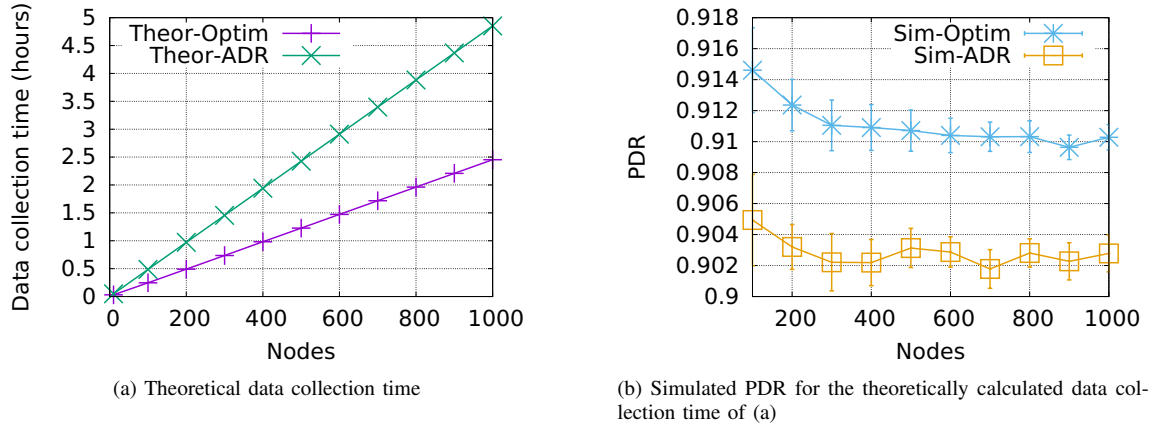 Data collection time (hours)
5
4.5
4
3.5
3
2.5
2
1.5
1
0.5
0
Theor-Optim
Theor-ADR
0 200 400 600 800 1000
Nodes
(a) Theoretical data collection time
PDR
0.918
0.916
0.914
0.912
0.91
0.908
0.906
0.904
0.902
0.9
Sim-Optim
Sim-ADR
200 400 600 800 1000
Nodes
(b) Simulated PDR for the theoretically calculated data col-
lection time of (a)